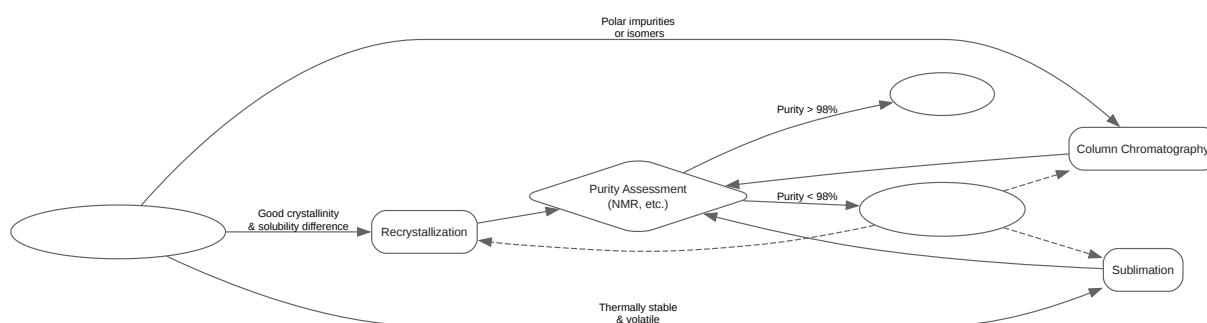 Polar impurities
or isomers
Purity > 98%
Column Chromatography
Purity Assessment
(NMR, etc.)
Purity < 98%
Good crystallinity
& solubility difference
Recrystallization
Sublimation
Thermally stable
& volatile